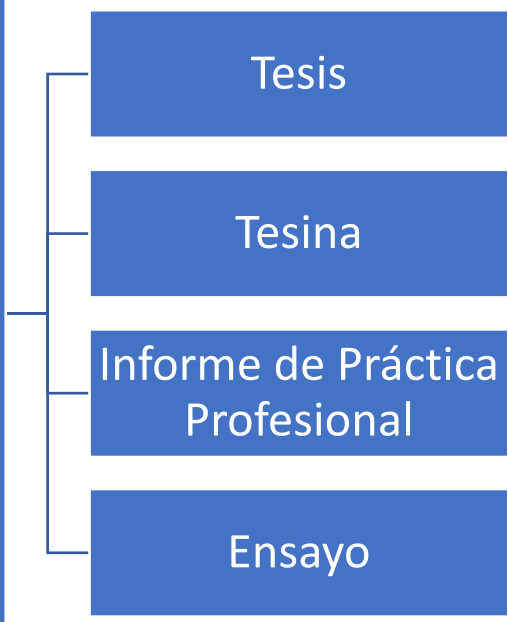 Tesis
Tesina
Informe de Práctica
Profesional
Ensayo